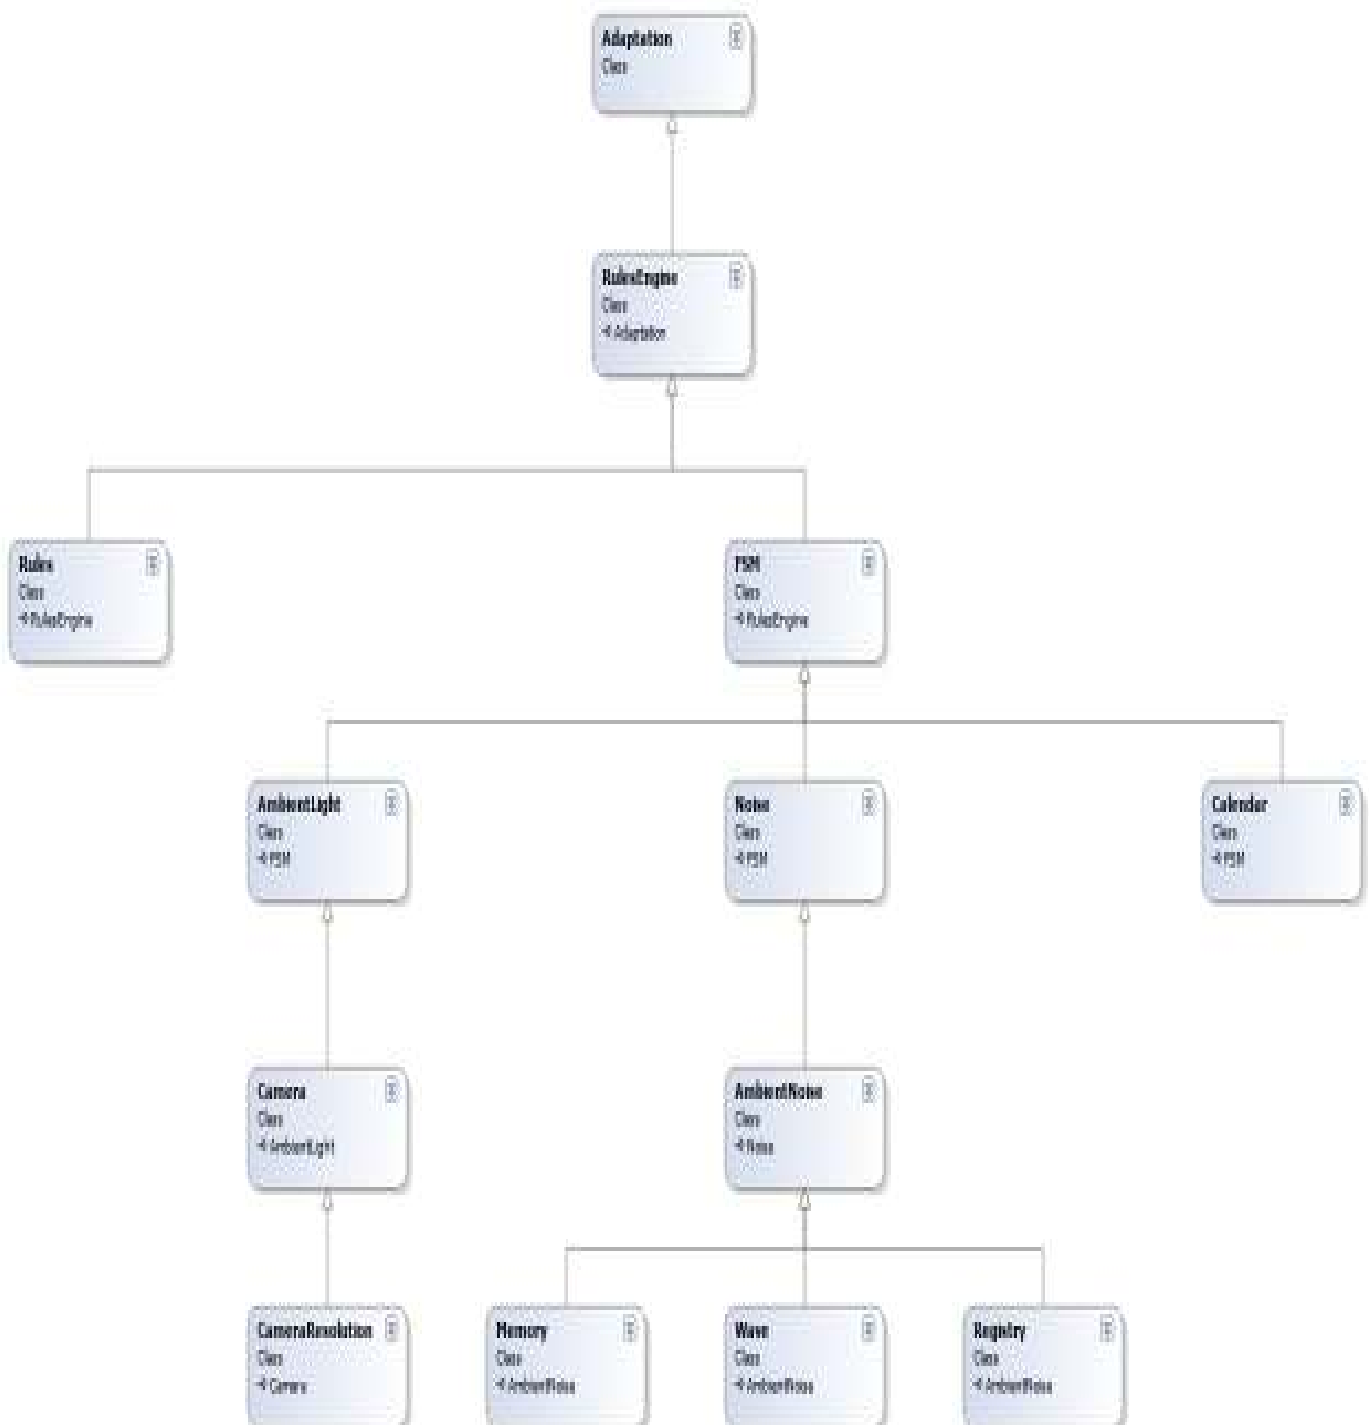 Adaptation
Class
RulesEngine
Class
Adaptation
Rules
Class
RulesEngine
FSM
Class
RulesEngine
AmbientLight
Class
FSM
Noise
Class
FSM
Calendar
Class
FSM
Camera
Class
AmbientLight
AmbientNoise
Class
Noise
CameraResolution
Class
Camera
Memory
Class
AmbientNoise
Wave
Class
AmbientNoise
Registry
Class
AmbientNoise